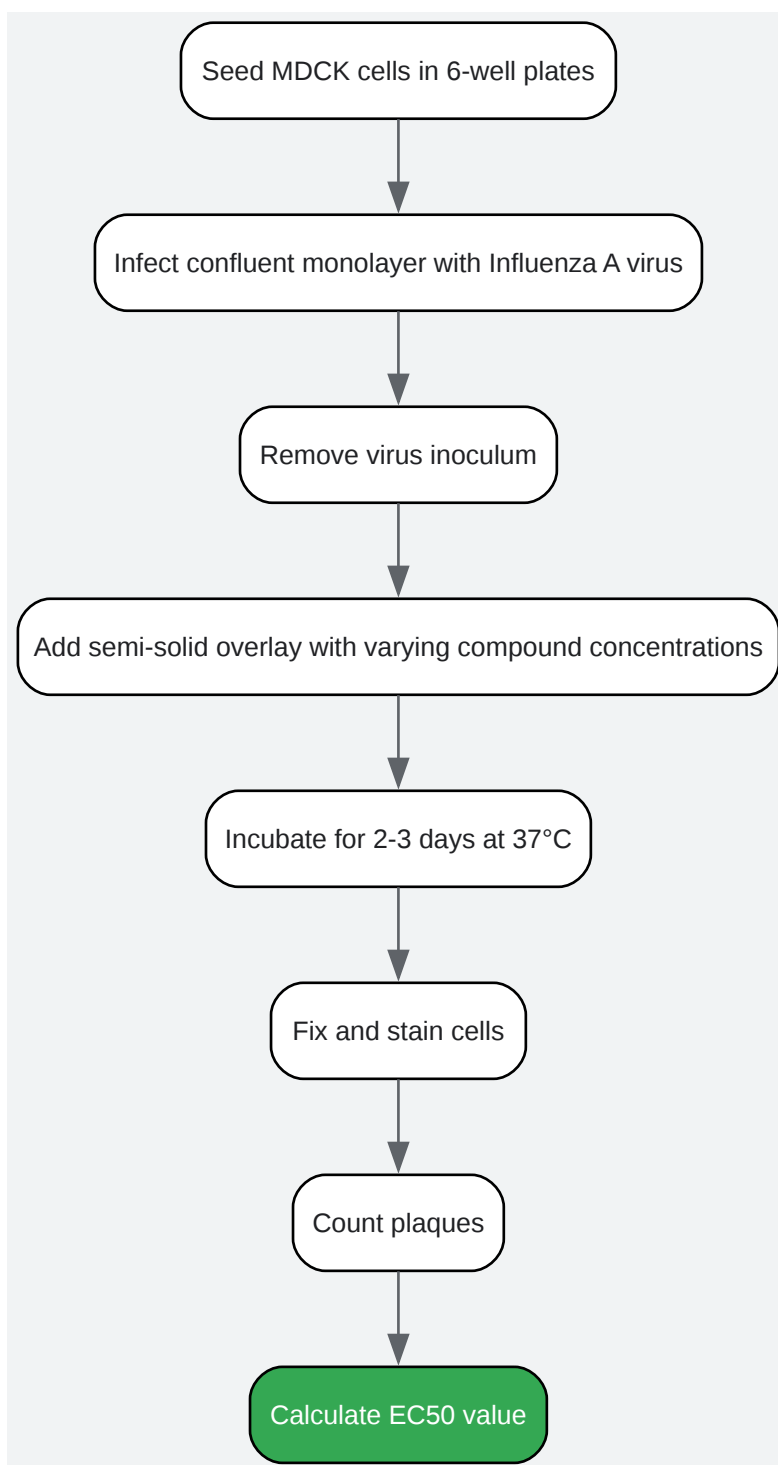 Seed MDCK cells in 6-well plates
Infect confluent monolayer with Influenza A virus
Remove virus inoculum
Add semi-solid overlay with varying compound concentrations
Incubate for 2-3 days at 37°C
Fix and stain cells
Count plaques
Calculate EC50 value